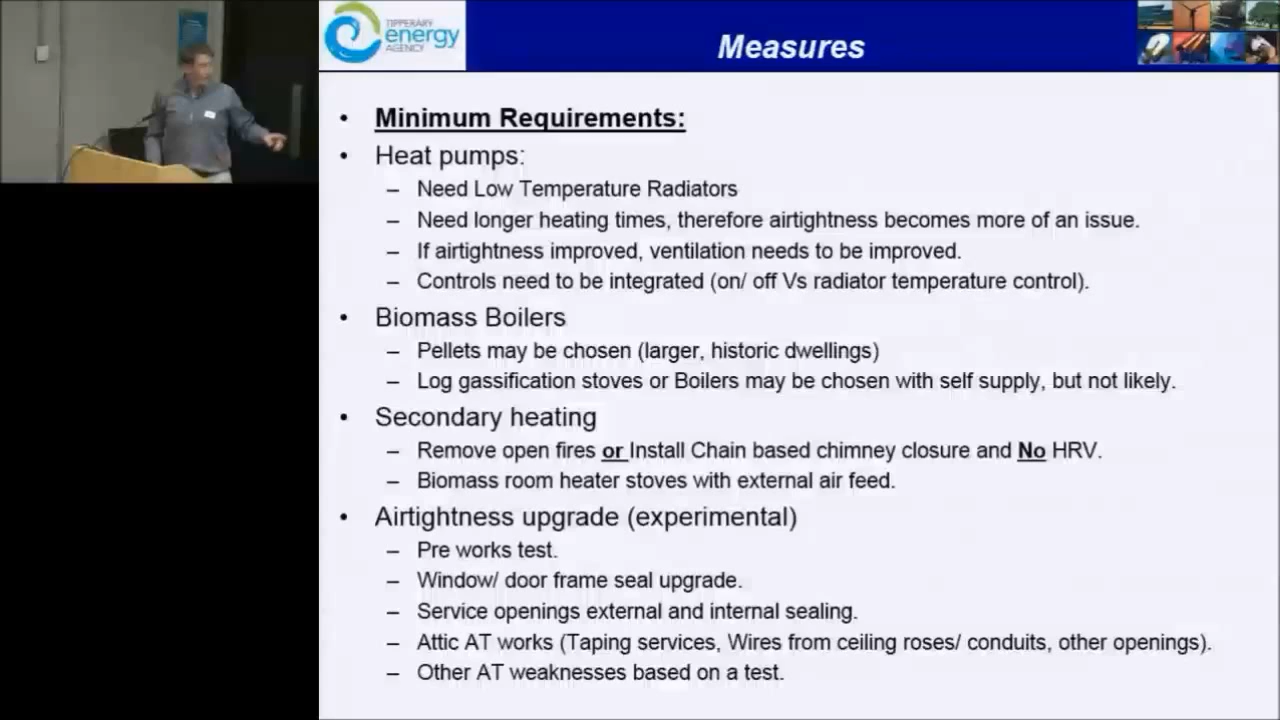 TIPPERARY
energy
AGENCY
Measures
• Minimum Requirements:
• Heat pumps:
– Need Low Temperature Radiators
– Need longer heating times, therefore airtightness becomes more of an issue.
– If airtightness improved, ventilation needs to be improved.
– Controls need to be integrated (on/ off Vs radiator temperature control).
• Biomass Boilers
– Pellets may be chosen (larger, historic dwellings)
– Log gassification stoves or Boilers may be chosen with self supply, but not likely.
• Secondary heating
– Remove open fires or Install Chain based chimney closure and No HRV.
– Biomass room heater stoves with external air feed.
• Airtightness upgrade (experimental)
– Pre works test.
– Window/ door frame seal upgrade.
– Service openings external and internal sealing.
– Attic AT works (Taping services, Wires from ceiling roses/ conduits, other openings).
– Other AT weaknesses based on a test.